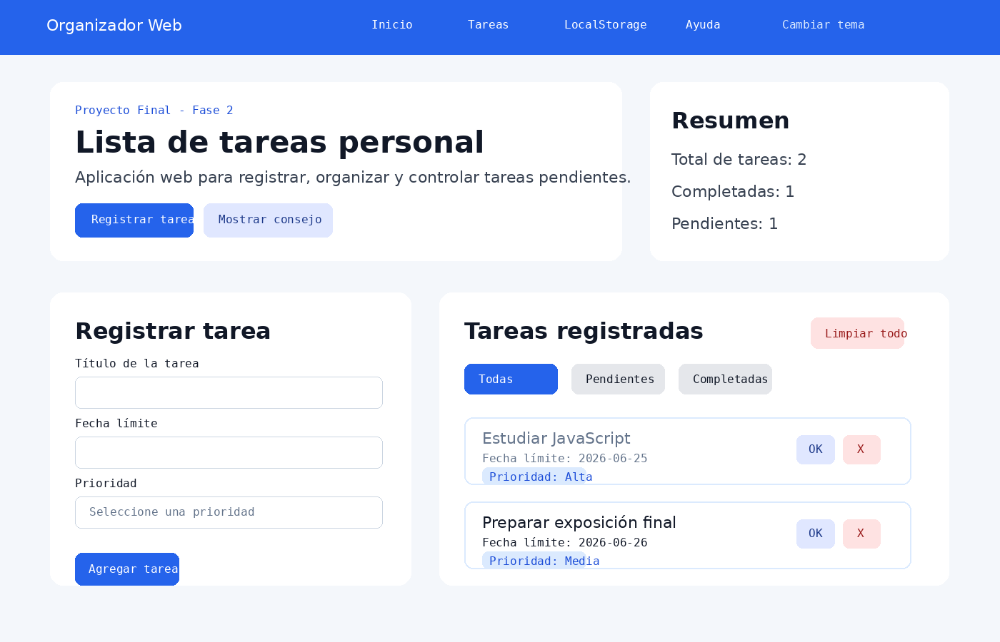 Organizador Web
Inicio
Tareas
LocalStorage
Ayuda
Cambiar tema
Proyecto Final - Fase 2
Lista de tareas personal
Aplicación web para registrar, organizar y controlar tareas pendientes.
Registrar tarea
Mostrar consejo
Resumen
Total de tareas: 2
Completadas: 1
Pendientes: 1
Registrar tarea
Título de la tarea
Fecha límite
Prioridad
Seleccione una prioridad
Agregar tarea
Tareas registradas
Limpiar todo
Todas
Pendientes
Completadas
Estudiar JavaScript
Fecha límite: 2026-06-25
Prioridad: Alta
OK
X
Preparar exposición final
Fecha límite: 2026-06-26
Prioridad: Media
OK
X